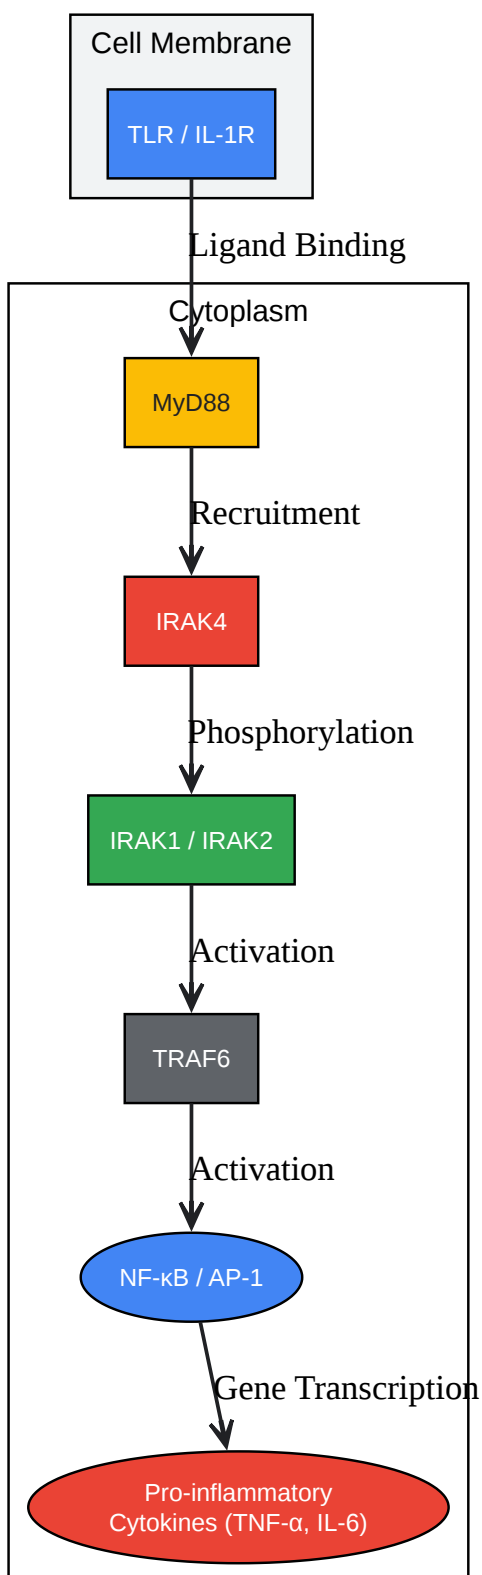 Cell Membrane
TLR / IL-1R
Ligand Binding
Cytoplasm
MyD88
Recruitment
IRAK4
Phosphorylation
IRAK1 / IRAK2
Activation
TRAF6
Activation
NF-κB / AP-1
Gene Transcription
Pro-inflammatory
Cytokines (TNF-α, IL-6)